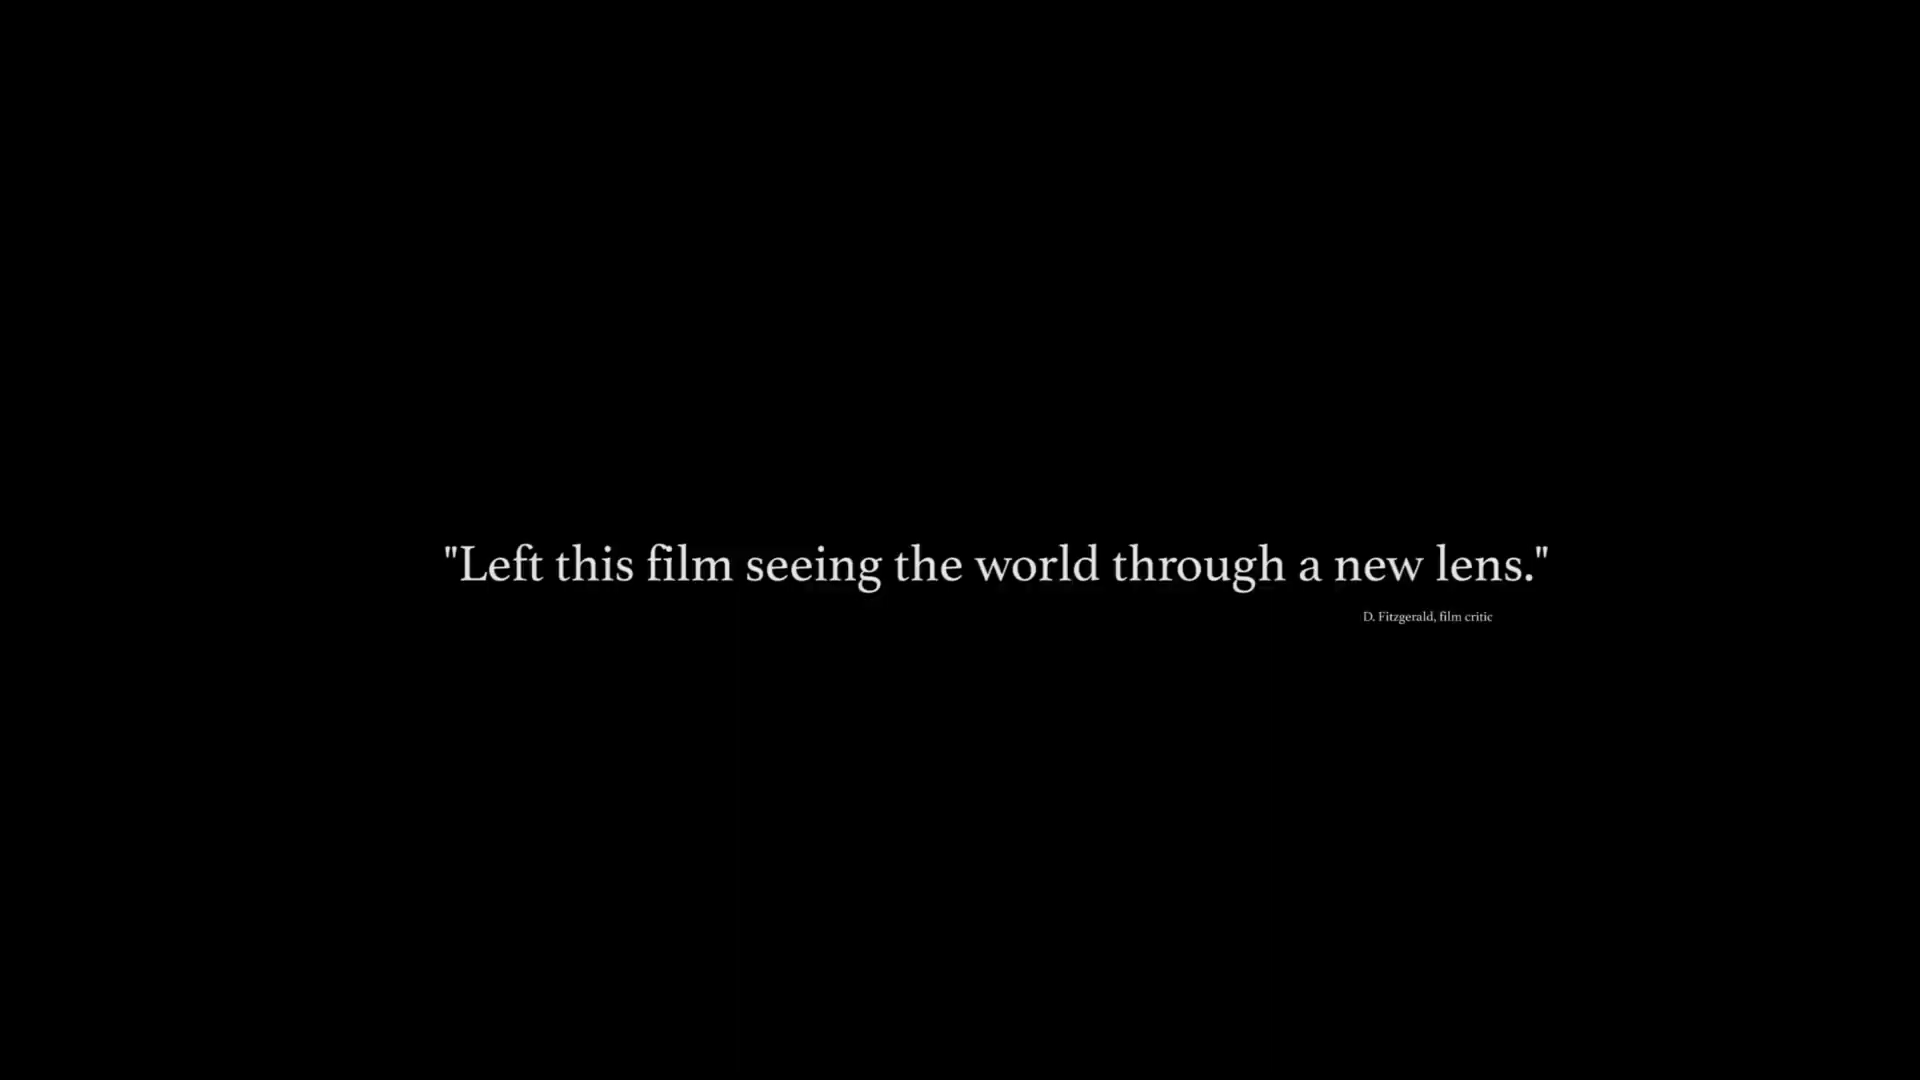 "Left this film seeing the world through a new lens."
D. Fitzgerald, film critic